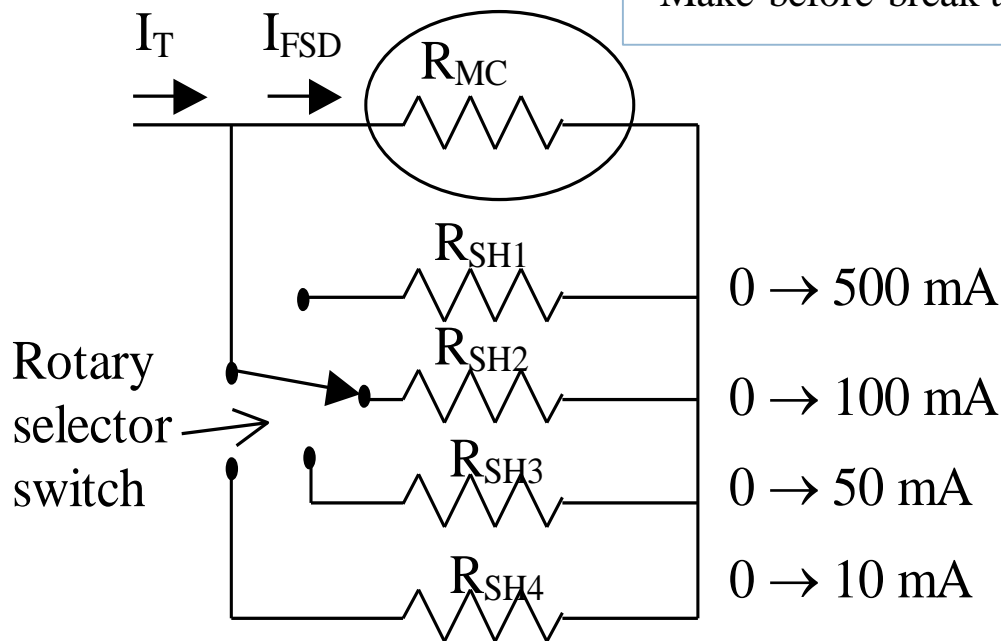 Make before break
I_T I_FSD
R_MC
R_SH1
0 → 500 mA
R_SH2
0 → 100 mA
Rotary
selector
switch
R_SH3
0 → 50 mA
R_SH4
0 → 10 mA